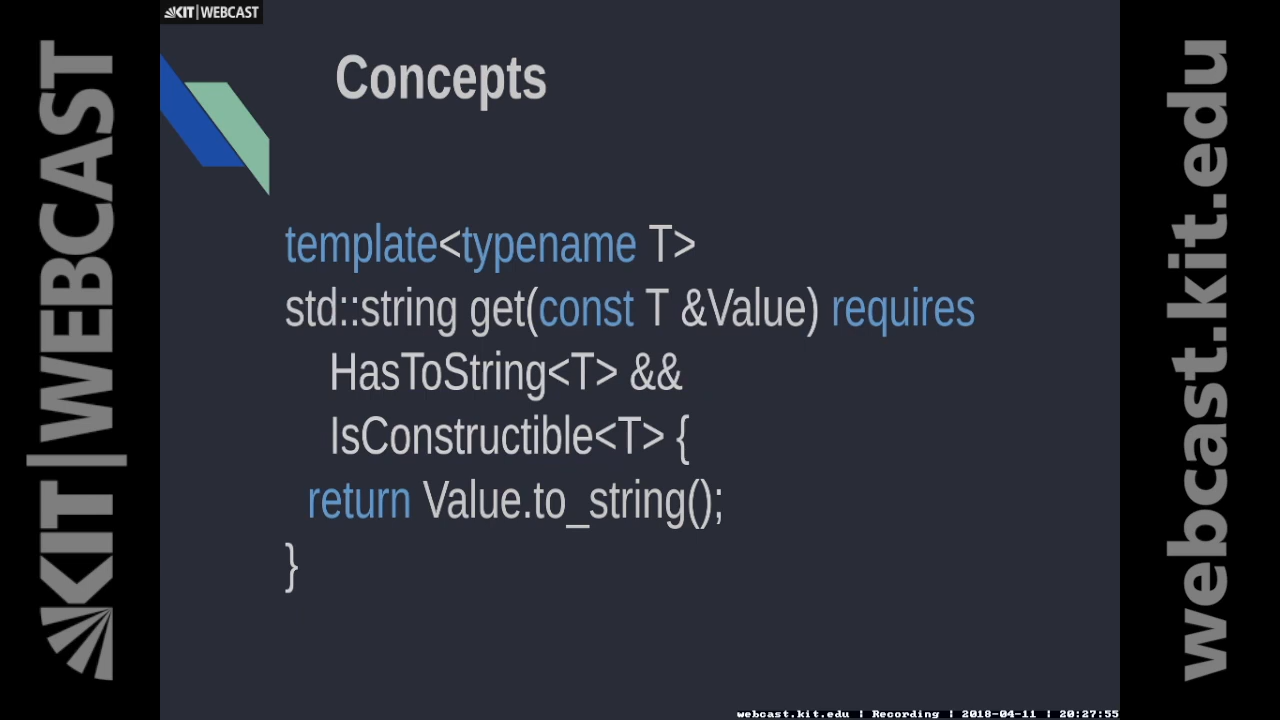 KIT|WEBCAST
Concepts
template<typename T>
std::string get(const T &Value) requires
HasToString<T> &&
IsConstructible<T> {
return Value.to_string();
}
KIT|WEBCAST
webcast.kit.edu
webcast.kit.edu | Recording | 2018-04-11 | 20:27:55